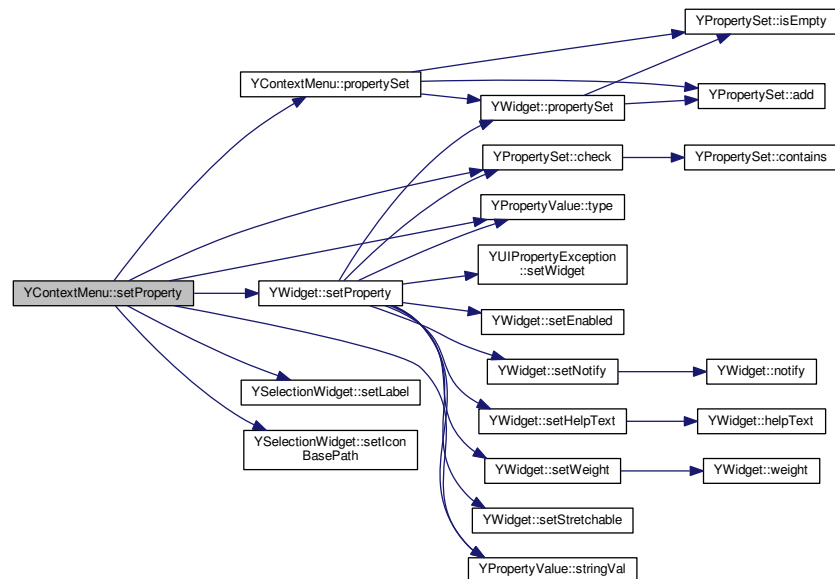 YPropertySet::isEmpty
YContextMenu::propertySet
YPropertySet::add
YWidget::propertySet
YPropertySet::check
YPropertySet::contains
YPropertyValue::type
YUIPropertyException
::setWidget
YContextMenu::setProperty
YWidget::setProperty
YWidget::setEnabled
YWidget::setNotify
YWidget::notify
YSelectionWidget::setLabel
YWidget::setHelpText
YWidget::helpText
YSelectionWidget::setIcon
BasePath
YWidget::setWeight
YWidget::weight
YWidget::setStretchable
YPropertyValue::stringVal